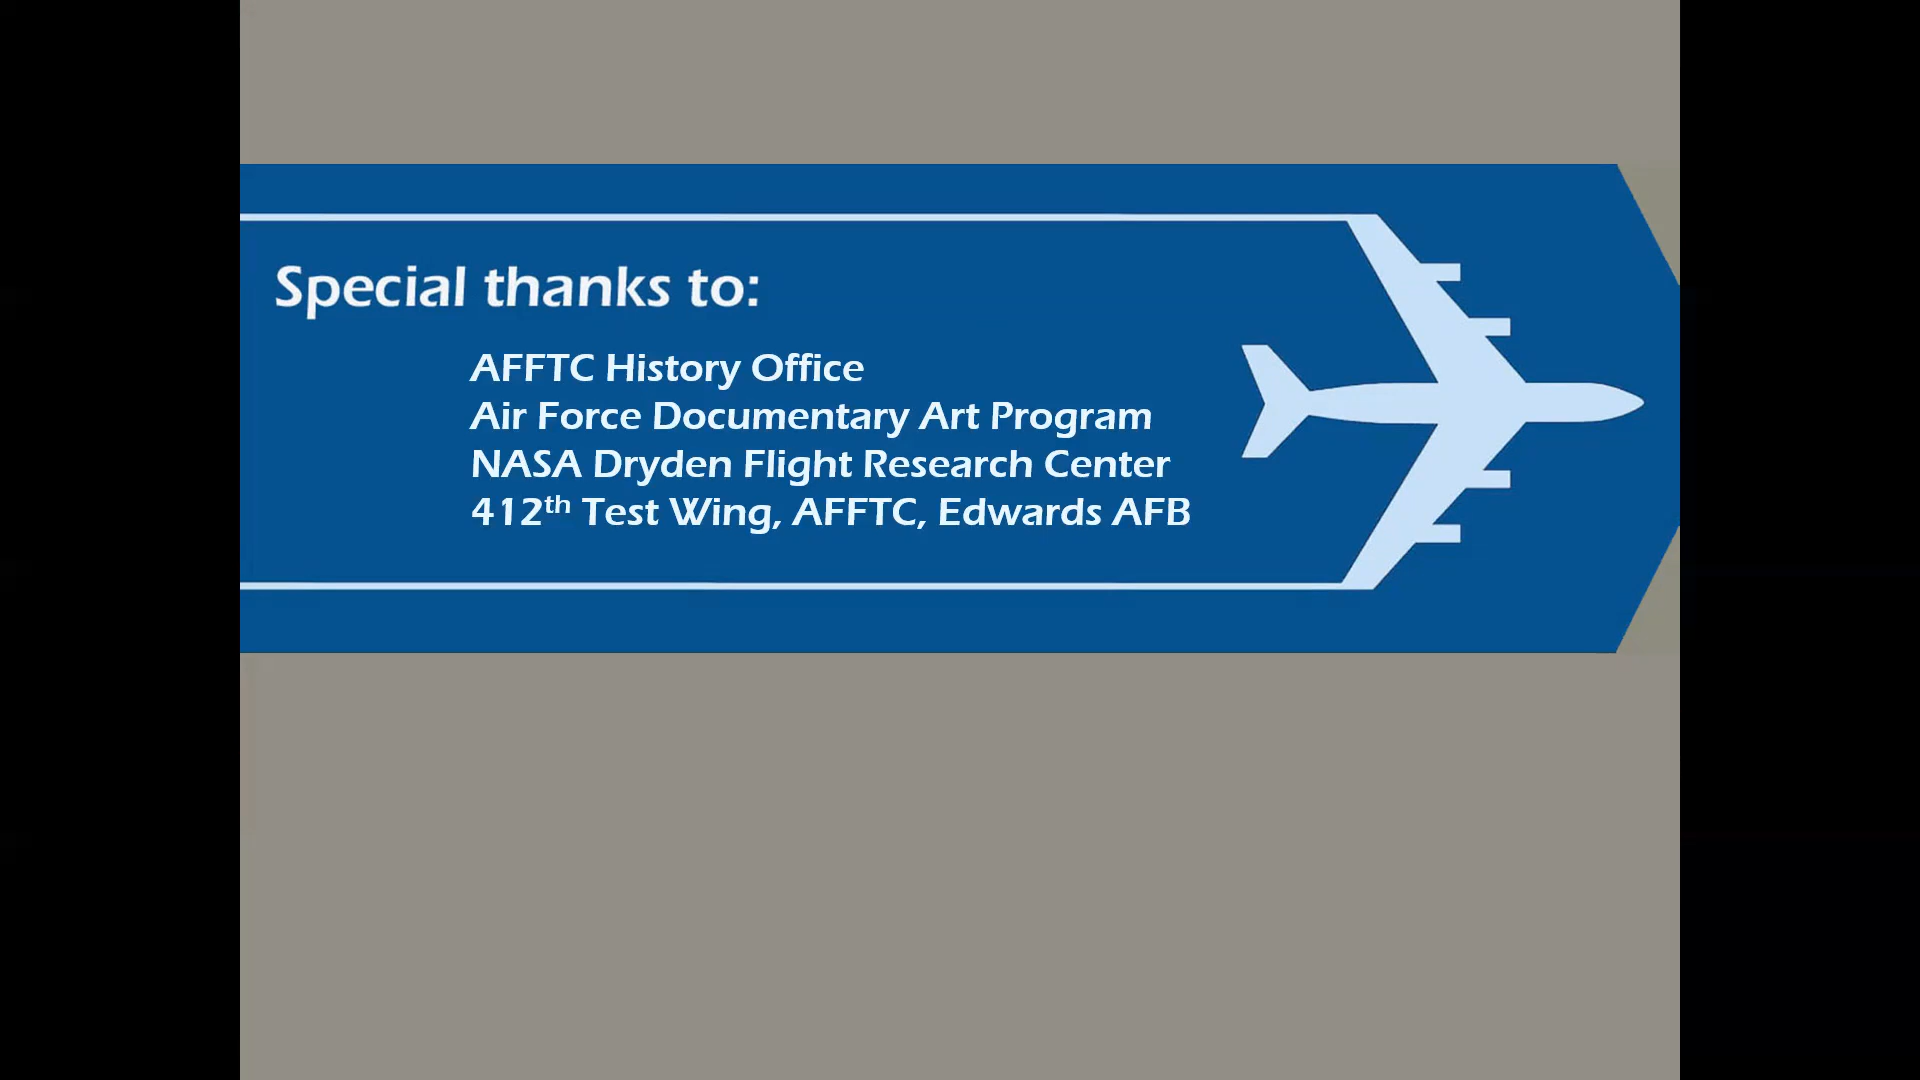 Special thanks to:
AFFTC History Office
Air Force Documentary Art Program
NASA Dryden Flight Research Center
412th Test Wing, AFFTC, Edwards AFB